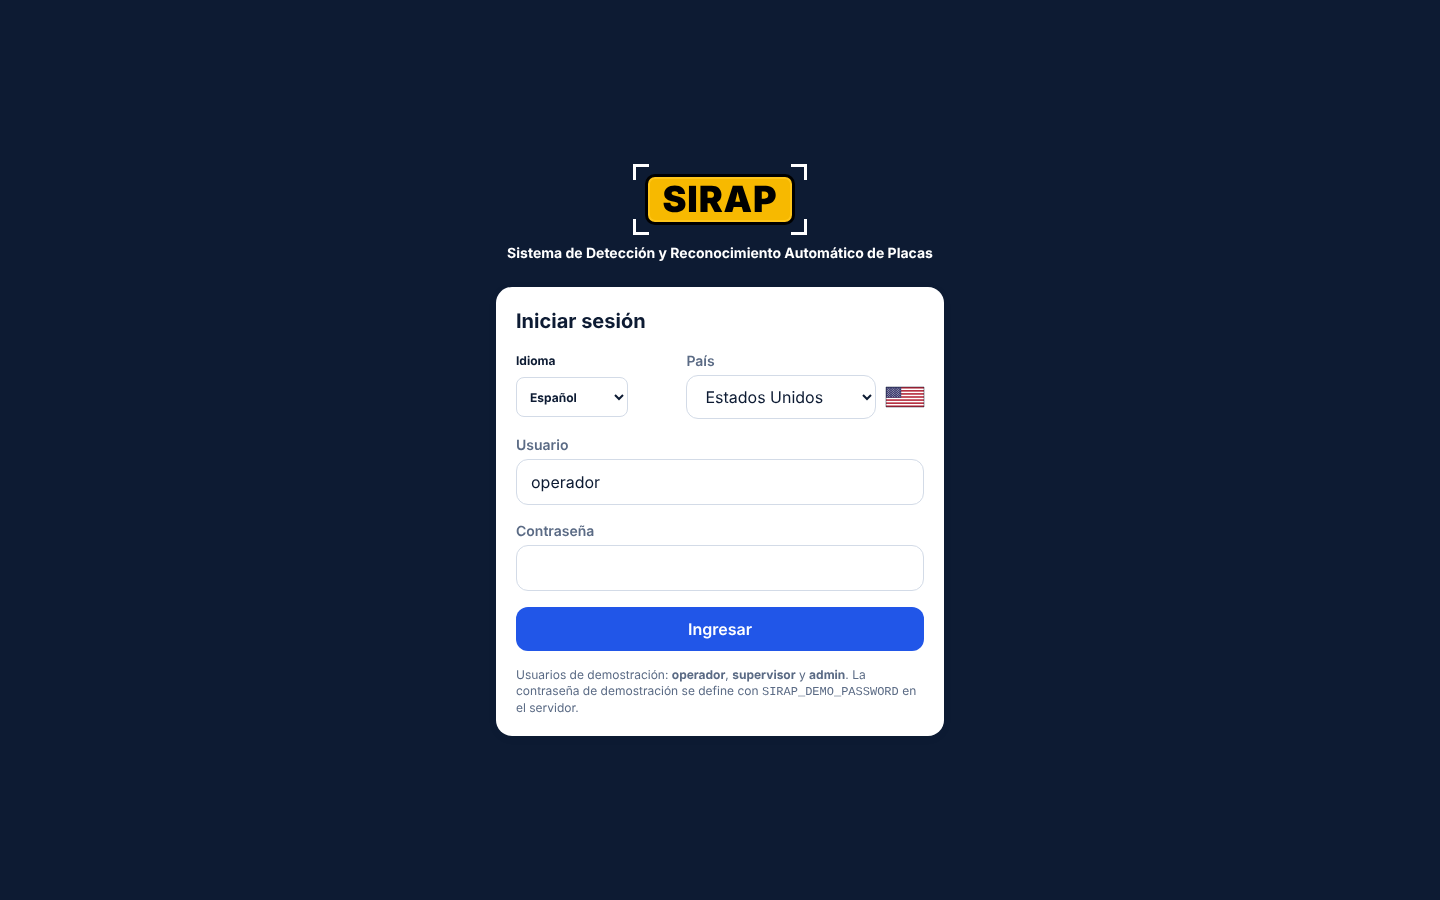 SIRAP
Sistema de Detección y Reconocimiento Automático de Placas
Iniciar sesión
Idioma
País
Español
Estados Unidos
Usuario
operador
Contraseña
Ingresar
Usuarios de demostración: operador, supervisor y admin. La
contraseña de demostración se define con SIRAP_DEMO_PASSWORD en
el servidor.